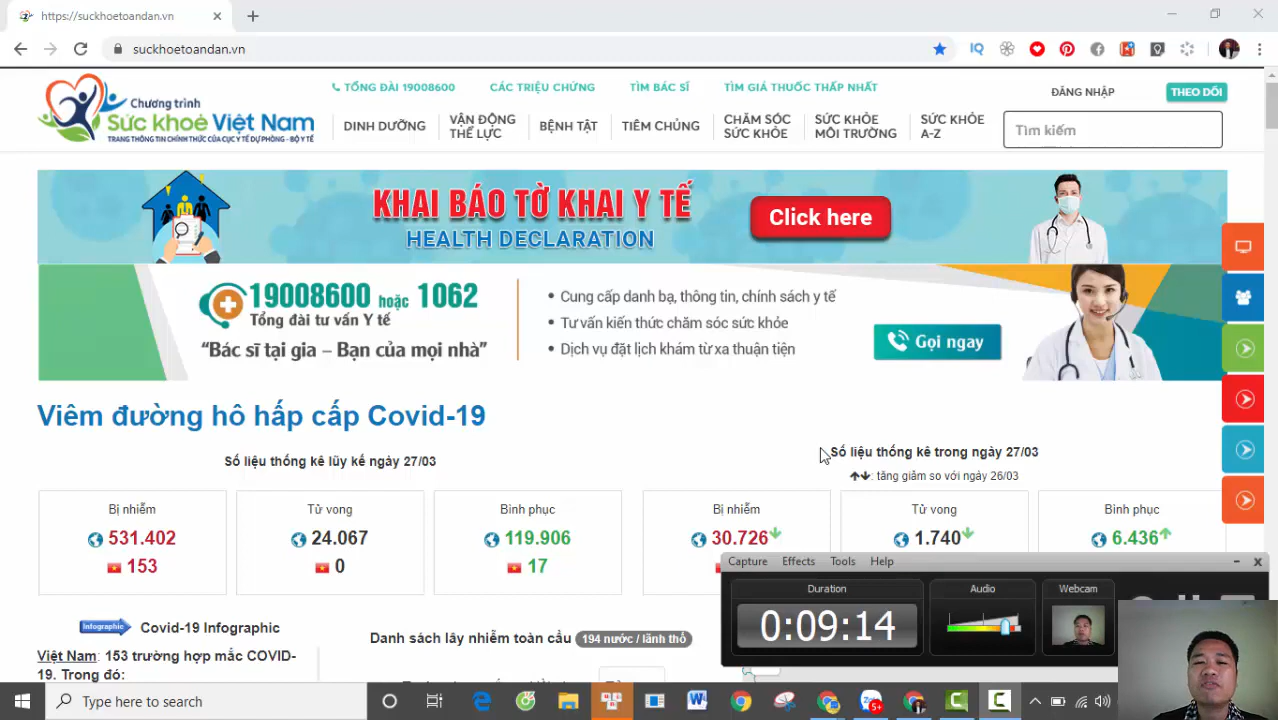 https://suckhoetoandan.vn
suckhoetoandan.vn
Chương trình
Sức khoẻ Việt Nam
TRANG THÔNG TIN CHÍNH THỨC CỦA CỤC Y TẾ DỰ PHÒNG - BỘ Y TẾ
TỔNG ĐÀI 19008600 CÁC TRIỆU CHỨNG TÌM BÁC SĨ TÌM GIÁ THUỐC THẤP NHẤT
ĐĂNG NHẬP THEO DÕI
DINH DƯỠNG
VẬN ĐỘNG
THỂ LỰC
BỆNH TẬT
TIÊM CHỦNG
CHĂM SÓC
SỨC KHỎE
SỨC KHỎE
MÔI TRƯỜNG
SỨC KHỎE
A-Z
Tìm kiếm
KHAI BÁO TỜ KHAI Y TẾ
HEALTH DECLARATION
Click here
19008600 hoặc 1062
Tổng đài tư vấn Y tế
“Bác sĩ tại gia – Bạn của mọi nhà”
• Cung cấp danh bạ, thông tin, chính sách y tế
• Tư vấn kiến thức chăm sóc sức khỏe
• Dịch vụ đặt lịch khám từ xa thuận tiện
Gọi ngay
Viêm đường hô hấp cấp Covid-19
Số liệu thống kê lũy kế ngày 27/03
Số liệu thống kê trong ngày 27/03
: tăng giảm so với ngày 26/03
Bị nhiễm
531.402
153
Tử vong
24.067
0
Bình phục
119.906
17
Bị nhiễm
30.726
Tử vong
1.740
Bình phục
6.436
Infographic Covid-19 Infographic
Việt Nam: 153 trường hợp mắc COVID-
19. Trong đó:
Danh sách lây nhiễm toàn cầu 194 nước / lãnh thổ
Capture Effects Tools Help
Duration
0:09:14
Audio
Webcam
Type here to search
5+